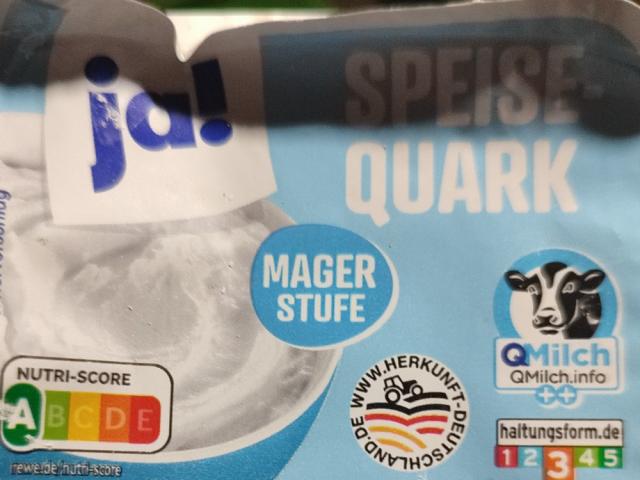 ja!
SPEISE-
QUARK
MAGER
STUFE
NUTRI-SCORE
A B C D E
rewe.de/nutri-score
WWW.HERKUNFT-DEUTSCHLAND.DE
QMilch
QMilch.info
++
haltungsform.de
1 2 3 4 5